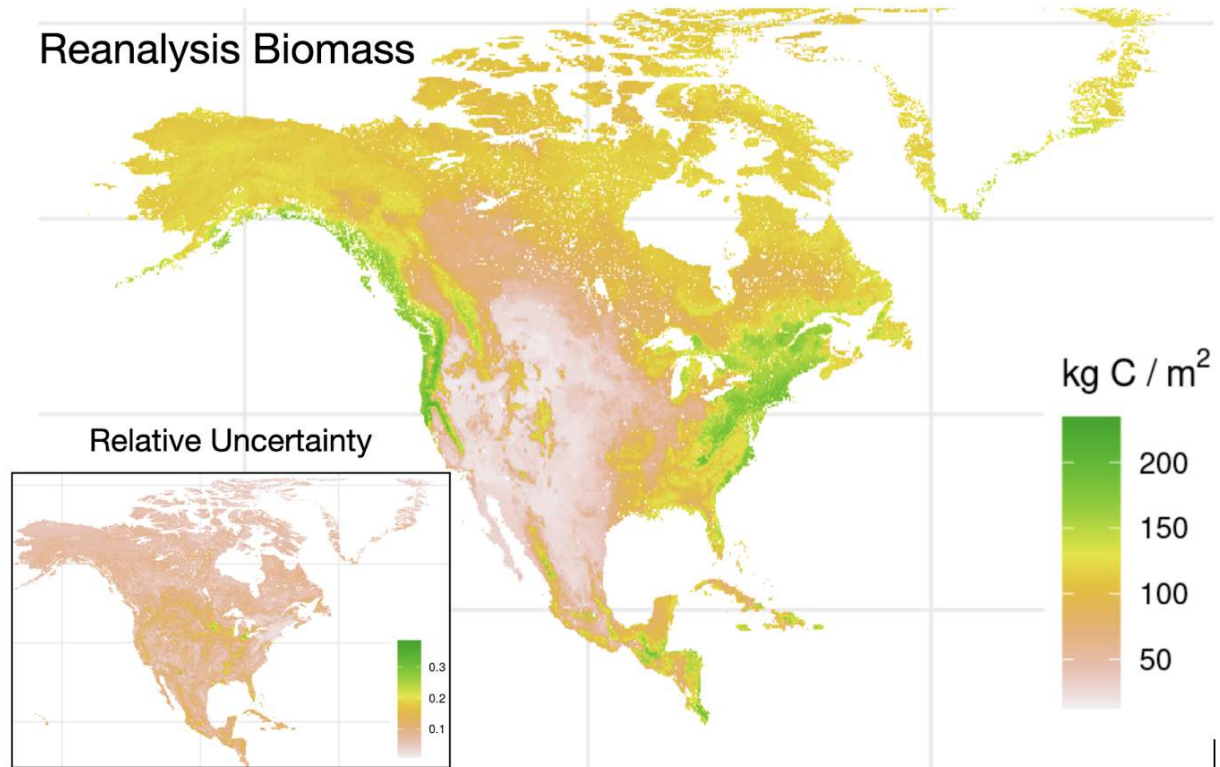 Reanalysis Biomass
kg C / m²
200
150
100
50
Relative Uncertainty
0.3
0.2
0.1